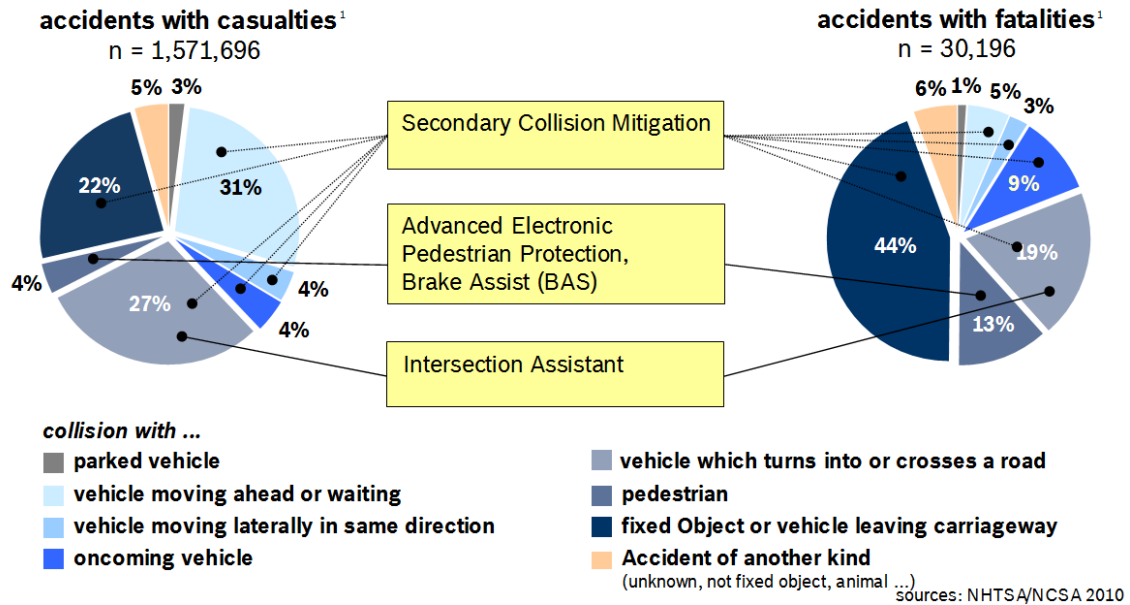 accidents with casualties¹
n = 1,571,696
accidents with fatalities¹
n = 30,196
5%
3%
31%
4%
4%
27%
4%
22%
Secondary Collision Mitigation
Advanced Electronic
Pedestrian Protection,
Brake Assist (BAS)
Intersection Assistant
6%
1%
5%
3%
9%
19%
13%
44%
collision with ...
parked vehicle
vehicle moving ahead or waiting
vehicle moving laterally in same direction
oncoming vehicle
vehicle which turns into or crosses a road
pedestrian
fixed Object or vehicle leaving carriageway
Accident of another kind
(unknown, not fixed object, animal ...)
sources: NHTSA/NCSA 2010